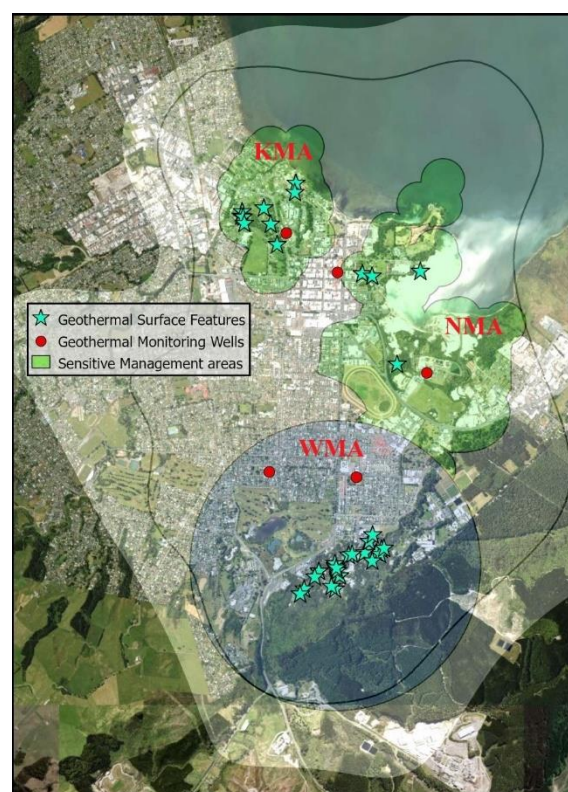 KMA
Geothermal Surface Features
Geothermal Monitoring Wells
Sensitive Management areas
NMA
WMA